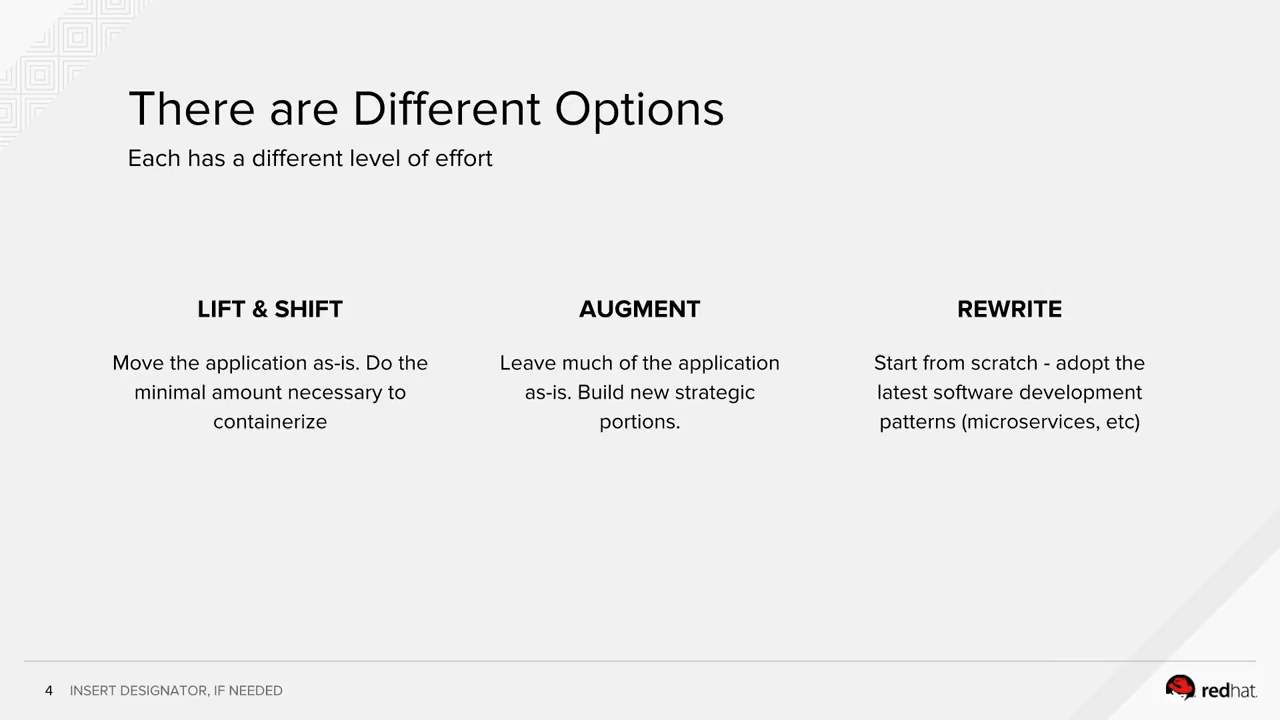 There are Different Options
Each has a different level of effort
LIFT & SHIFT
Move the application as-is. Do the
minimal amount necessary to
containerize
AUGMENT
Leave much of the application
as-is. Build new strategic
portions.
REWRITE
Start from scratch - adopt the
latest software development
patterns (microservices, etc)
4 INSERT DESIGNATOR, IF NEEDED
redhat.